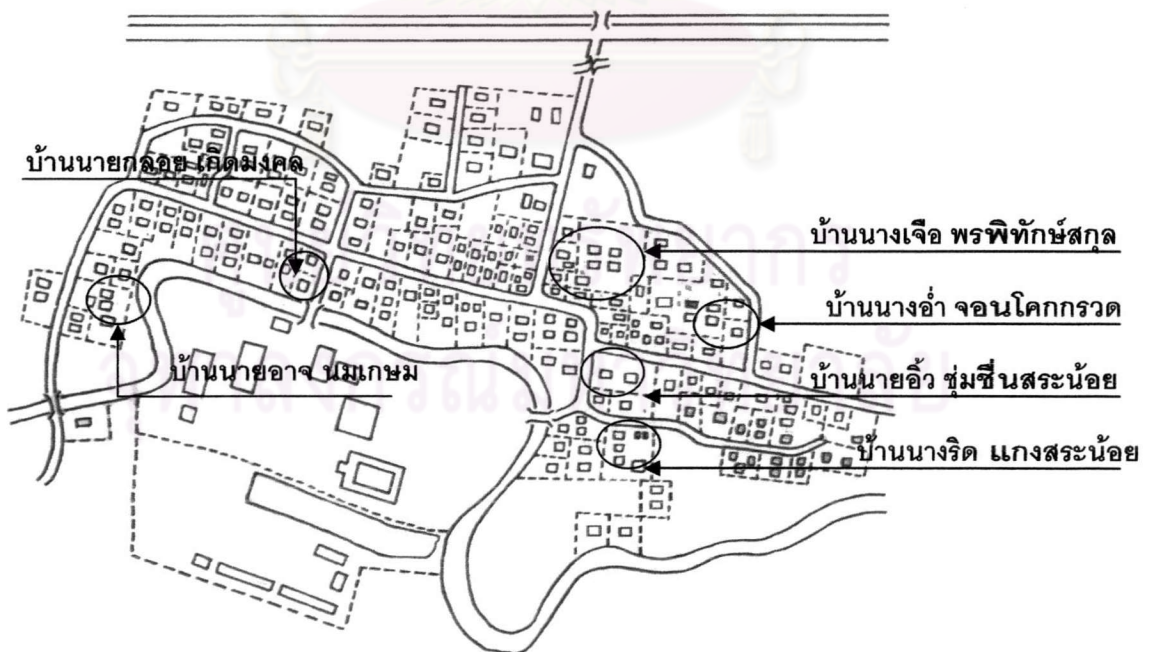 บ้านนายกลอย เกิดมงคล
บ้านนางเจือ พรพิทักษ์สกุล
บ้านนางอ่ำ จอนโคกกรวด
บ้านนายอาจ นมเกษม
บ้านนายอิ้ว ชุ่มชื่นสระน้อย
บ้านนางริด แกงสระน้อย